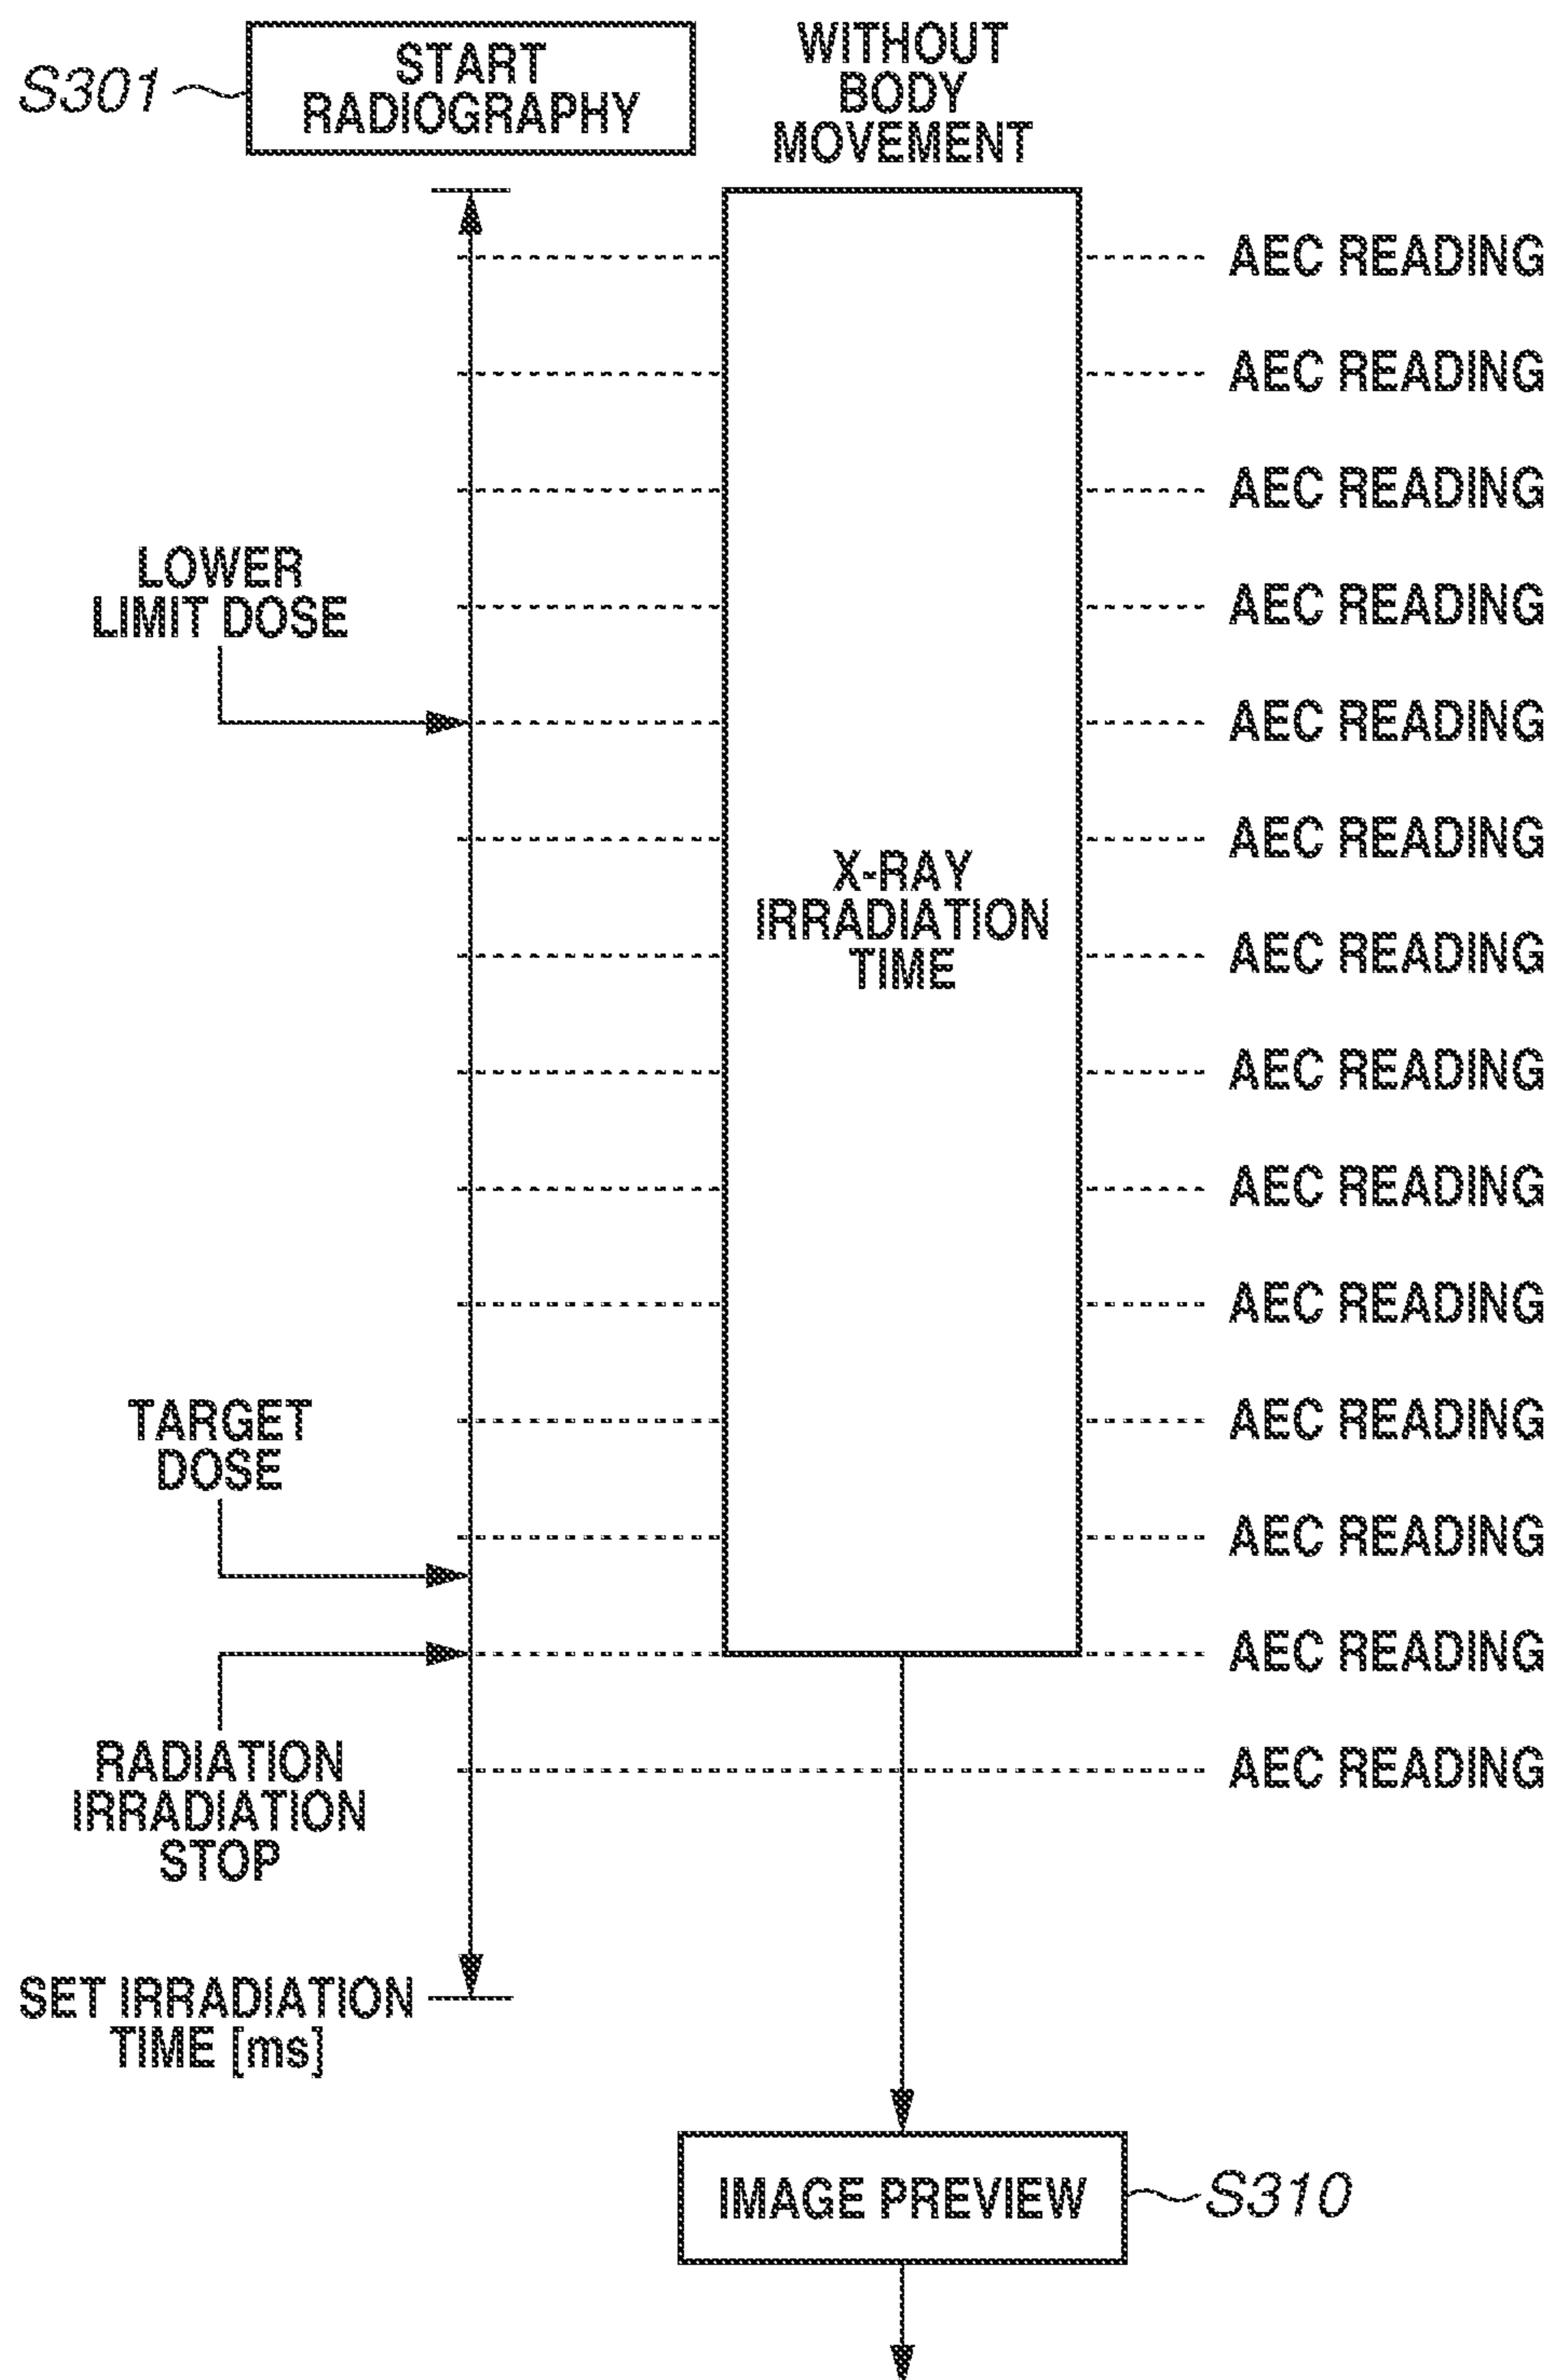 S301
START
RADIOGRAPHY
WITHOUT
BODY
MOVEMENT
AEC READING
AEC READING
AEC READING
LOWER
LIMIT DOSE
AEC READING
AEC READING
AEC READING
X-RAY
IRRADIATION
TIME
AEC READING
AEC READING
AEC READING
AEC READING
TARGET
DOSE
AEC READING
AEC READING
AEC READING
RADIATION
IRRADIATION
STOP
AEC READING
SET IRRADIATION
TIME [ms]
IMAGE PREVIEW
S310